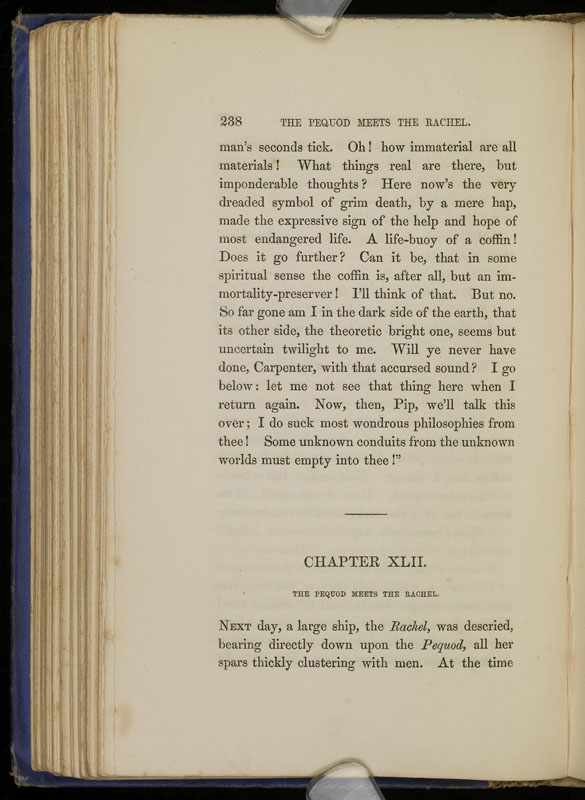 238 THE PEQUOD MEETS THE RACHEL.
man's seconds tick. Oh! how immaterial are all
materials! What things real are there, but
imponderable thoughts? Here now's the very
dreaded symbol of grim death, by a mere hap,
made the expressive sign of the help and hope of
most endangered life. A life-buoy of a coffin!
Does it go further? Can it be, that in some
spiritual sense the coffin is, after all, but an im-
mortality-preserver! I'll think of that. But no.
So far gone am I in the dark side of the earth, that
its other side, the theoretic bright one, seems but
uncertain twilight to me. Will ye never have
done, Carpenter, with that accursed sound? I go
below: let me not see that thing here when I
return again. Now, then, Pip, we'll talk this
over; I do suck most wondrous philosophies from
thee! Some unknown conduits from the unknown
worlds must empty into thee!"
CHAPTER XLII.
THE PEQUOD MEETS THE RACHEL.
NEXT day, a large ship, the Rachel, was descried,
bearing directly down upon the Pequod, all her
spars thickly clustering with men. At the time